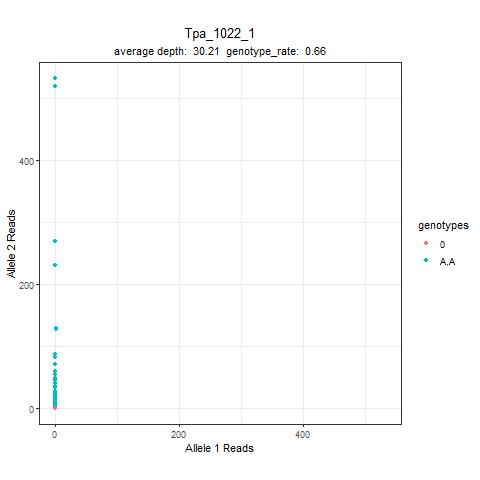 Tpa_1022_1
average depth:  30.21  genotype_rate:  0.66
Allele 2 Reads
400
200
0
0
200
400
Allele 1 Reads
genotypes
0
A,A